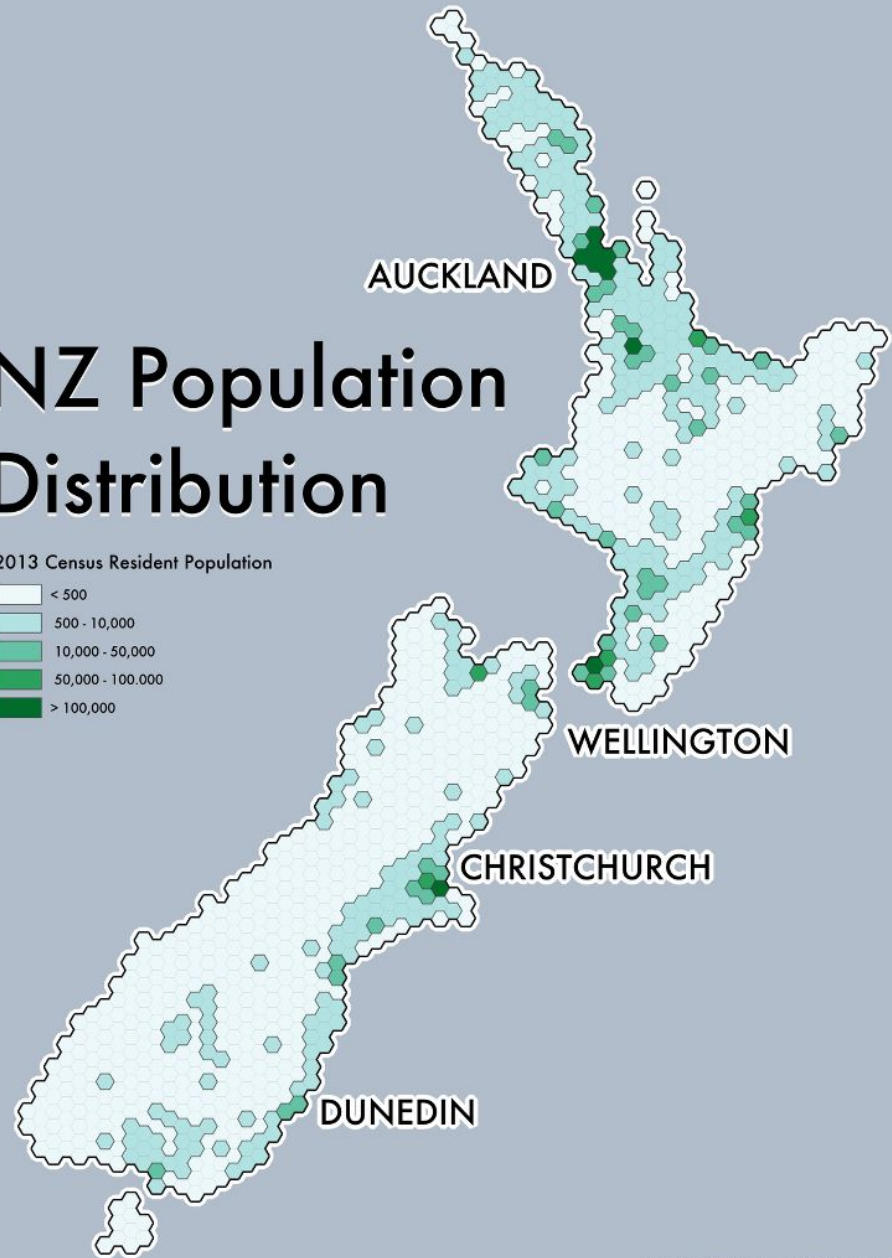 AUCKLAND
NZ Population
Distribution
2013 Census Resident Population
< 500
500 - 10,000
10,000 - 50,000
50,000 - 100.000
> 100,000
WELLINGTON
CHRISTCHURCH
DUNEDIN